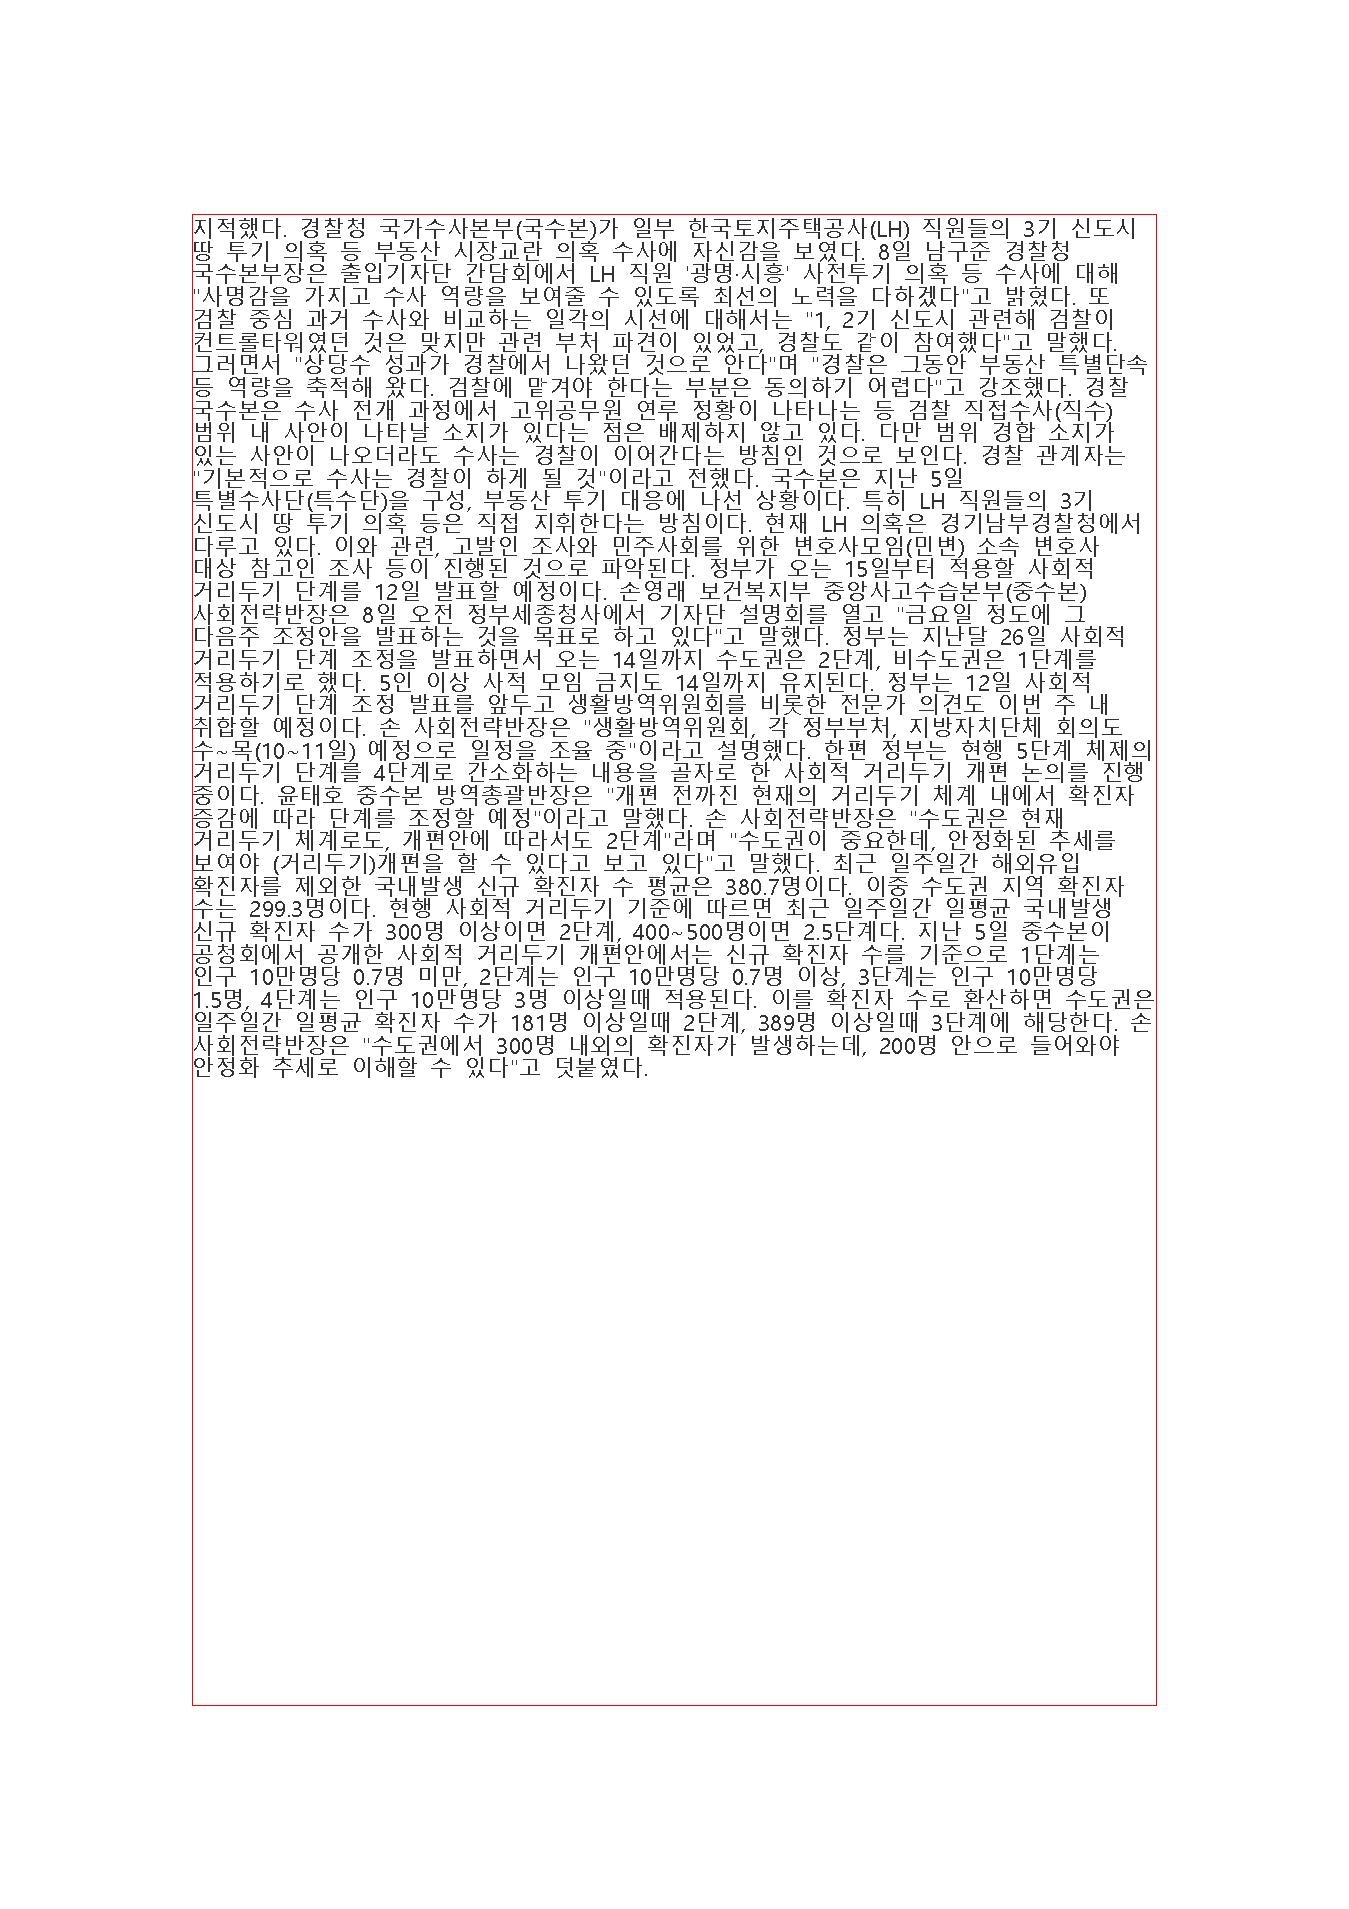 지적했다. 경찰청 국가수사본부(국수본)가 일부 한국토지주택공사(LH) 직원들의 3기 신도시
땅 투기 의혹 등 부동산 시장교란 의혹 수사에 자신감을 보였다. 8일 남구준 경찰청
국수본부장은 출입기자단 간담회에서 LH 직원 '광명·시흥' 사전투기 의혹 등 수사에 대해
"사명감을 가지고 수사 역량을 보여줄 수 있도록 최선의 노력을 다하겠다"고 밝혔다. 또
검찰 중심 과거 수사와 비교하는 일각의 시선에 대해서는 "1, 2기 신도시 관련해 검찰이
컨트롤타워였던 것은 맞지만 관련 부처 파견이 있었고, 경찰도 같이 참여했다"고 말했다.
그러면서 "상당수 성과가 경찰에서 나왔던 것으로 안다"며 "경찰은 그동안 부동산 특별단속
등 역량을 축적해 왔다. 검찰에 맡겨야 한다는 부분은 동의하기 어렵다"고 강조했다. 경찰
국수본은 수사 전개 과정에서 고위공무원 연루 정황이 나타나는 등 검찰 직접수사(직수)
범위 내 사안이 나타날 소지가 있다는 점은 배제하지 않고 있다. 다만 범위 경합 소지가
있는 사안이 나오더라도 수사는 경찰이 이어간다는 방침인 것으로 보인다. 경찰 관계자는
"기본적으로 수사는 경찰이 하게 될 것"이라고 전했다. 국수본은 지난 5일
특별수사단(특수단)을 구성, 부동산 투기 대응에 나선 상황이다. 특히 LH 직원들의 3기
신도시 땅 투기 의혹 등은 직접 지휘한다는 방침이다. 현재 LH 의혹은 경기남부경찰청에서
다루고 있다. 이와 관련, 고발인 조사와 민주사회를 위한 변호사모임(민변) 소속 변호사
대상 참고인 조사 등이 진행된 것으로 파악된다. 정부가 오는 15일부터 적용할 사회적
거리두기 단계를 12일 발표할 예정이다. 손영래 보건복지부 중앙사고수습본부(중수본)
사회전략반장은 8일 오전 정부세종청사에서 기자단 설명회를 열고 "금요일 정도에 그
다음주 조정안을 발표하는 것을 목표로 하고 있다"고 말했다. 정부는 지난달 26일 사회적
거리두기 단계 조정을 발표하면서 오는 14일까지 수도권은 2단계, 비수도권은 1단계를
적용하기로 했다. 5인 이상 사적 모임 금지도 14일까지 유지된다. 정부는 12일 사회적
거리두기 단계 조정 발표를 앞두고 생활방역위원회를 비롯한 전문가 의견도 이번 주 내
취합할 예정이다. 손 사회전략반장은 "생활방역위원회, 각 정부부처, 지방자치단체 회의도
수~목(10~11일) 예정으로 일정을 조율 중"이라고 설명했다. 한편 정부는 현행 5단계 체제의
거리두기 단계를 4단계로 간소화하는 내용을 골자로 한 사회적 거리두기 개편 논의를 진행
중이다. 윤태호 중수본 방역총괄반장은 "개편 전까진 현재의 거리두기 체계 내에서 확진자
증감에 따라 단계를 조정할 예정"이라고 말했다. 손 사회전략반장은 "수도권은 현재
거리두기 체계로도, 개편안에 따라서도 2단계"라며 "수도권이 중요한데, 안정화된 추세를
보여야 (거리두기)개편을 할 수 있다고 보고 있다"고 말했다. 최근 일주일간 해외유입
확진자를 제외한 국내발생 신규 확진자 수 평균은 380.7명이다. 이중 수도권 지역 확진자
수는 299.3명이다. 현행 사회적 거리두기 기준에 따르면 최근 일주일간 일평균 국내발생
신규 확진자 수가 300명 이상이면 2단계, 400~500명이면 2.5단계다. 지난 5일 중수본이
공청회에서 공개한 사회적 거리두기 개편안에서는 신규 확진자 수를 기준으로 1단계는
인구 10만명당 0.7명 미만, 2단계는 인구 10만명당 0.7명 이상, 3단계는 인구 10만명당
1.5명, 4단계는 인구 10만명당 3명 이상일때 적용된다. 이를 확진자 수로 환산하면 수도권은
일주일간 일평균 확진자 수가 181명 이상일때 2단계, 389명 이상일때 3단계에 해당한다. 손
사회전략반장은 "수도권에서 300명 내외의 확진자가 발생하는데, 200명 안으로 들어와야
안정화 추세로 이해할 수 있다"고 덧붙였다.